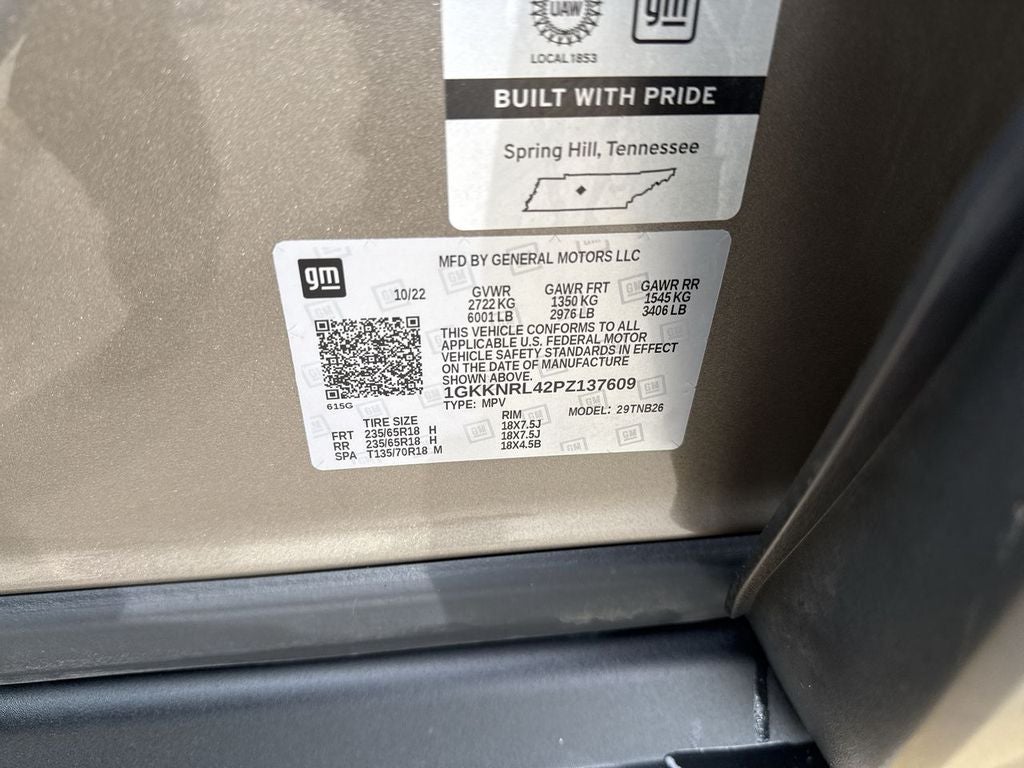 UAW
gm
LOCAL 1853
BUILT WITH PRIDE
Spring Hill, Tennessee
gm
MFD BY GENERAL MOTORS LLC
10/22
GVWR GAWR FRT GAWR RR
2722 KG 1350 KG 1545 KG
6001 LB 2976 LB 3406 LB
THIS VEHICLE CONFORMS TO ALL
APPLICABLE U.S. FEDERAL MOTOR
VEHICLE SAFETY STANDARDS IN EFFECT
ON THE DATE OF MANUFACTURE
SHOWN ABOVE.
1GKKNRL42PZ137609
615G
TYPE: MPV MODEL: 29TNB26
TIRE SIZE RIM
FRT 235/65R18 H 18X7.5J
RR 235/65R18 H 18X7.5J
SPA T135/70R18 M 18X4.5B